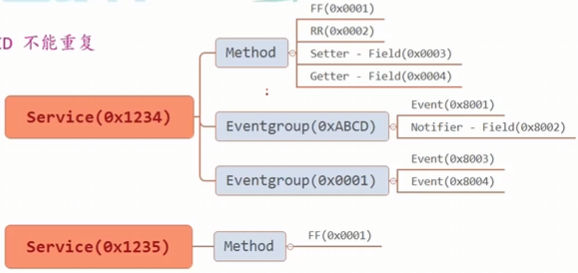 FF(0x0001)
RR(0x0002)
ID 不能重复
Method
Setter - Field(0x0003)
Getter - Field(0x0004)
:
Service(0x1234)
Event(0x8001)
Eventgroup(0xABCD)
Notifier - Field(0x8002)
Event(0x8003)
Eventgroup(0x0001)
Event(0x8004)
Service(0x1235)
Method
FF(0x0001)